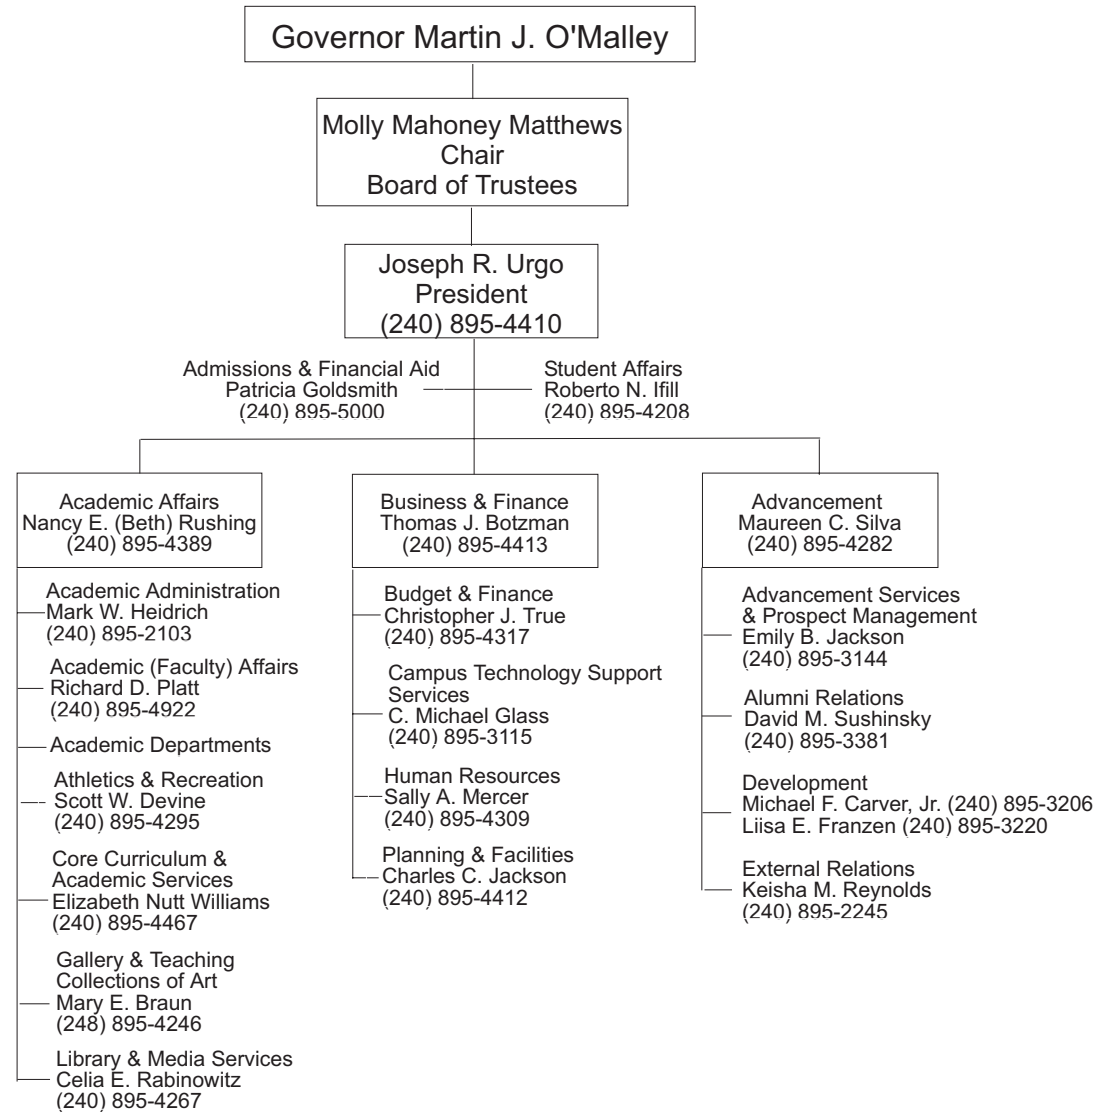 Governor Martin J. O'Malley
Molly Mahoney Matthews
Chair
Board of Trustees
Joseph R. Urgo
President
(240) 895-4410
Admissions & Financial Aid
Patricia Goldsmith
(240) 895-5000
Student Affairs
Roberto N. Ifill
(240) 895-4208
Academic Affairs
Nancy E. (Beth) Rushing
(240) 895-4389
Academic Administration
Mark W. Heidrich
(240) 895-2103
Academic (Faculty) Affairs
Richard D. Platt
(240) 895-4922
Academic Departments
Athletics & Recreation
Scott W. Devine
(240) 895-4295
Core Curriculum &
Academic Services
Elizabeth Nutt Williams
(240) 895-4467
Gallery & Teaching
Collections of Art
Mary E. Braun
(248) 895-4246
Library & Media Services
Celia E. Rabinowitz
(240) 895-4267
Business & Finance
Thomas J. Botzman
(240) 895-4413
Budget & Finance
Christopher J. True
(240) 895-4317
Campus Technology Support
Services
C. Michael Glass
(240) 895-3115
Human Resources
Sally A. Mercer
(240) 895-4309
Planning & Facilities
Charles C. Jackson
(240) 895-4412
Advancement
Maureen C. Silva
(240) 895-4282
Advancement Services
& Prospect Management
Emily B. Jackson
(240) 895-3144
Alumni Relations
David M. Sushinsky
(240) 895-3381
Development
Michael F. Carver, Jr. (240) 895-3206
Liisa E. Franzen (240) 895-3220
External Relations
Keisha M. Reynolds
(240) 895-2245